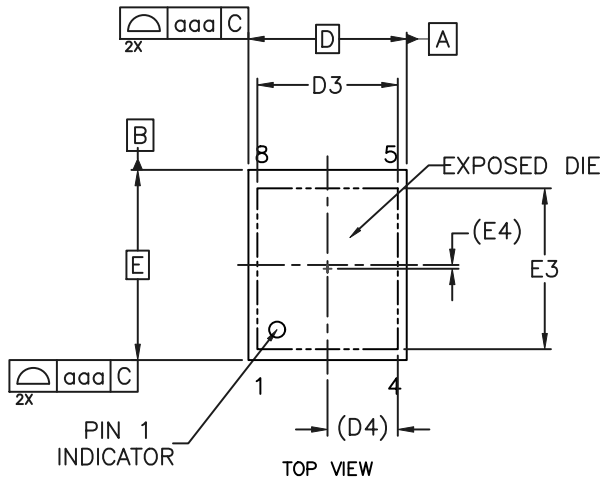 aaa C
2X
D
A
D3
B
8
5
EXPOSED DIE
(E4)
E
E3
aaa C
2X
1
4
PIN 1
INDICATOR
(D4)
TOP VIEW